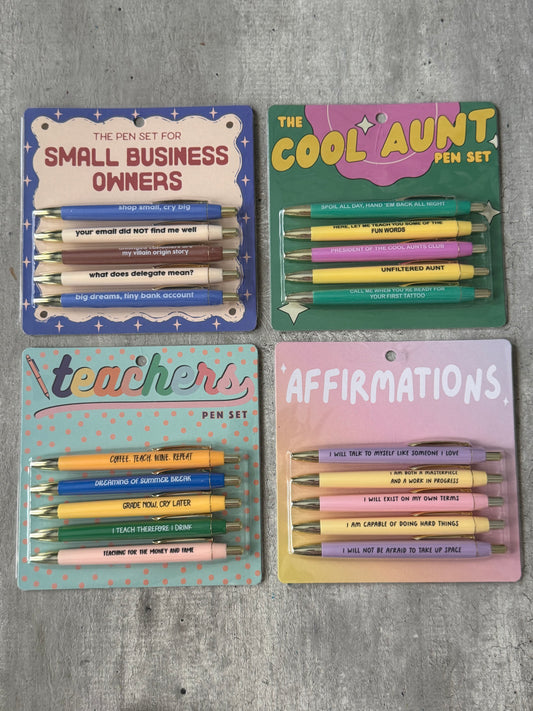 THE PEN SET FOR
SMALL BUSINESS
OWNERS
shop small, cry big
your email did NOT find me well
my villain origin story
what does delegate mean?
big dreams, tiny bank account
THE
COOL AUNT
PEN SET
SPOIL ALL DAY, HAND 'EM BACK ALL NIGHT
HERE, LET ME TEACH YOU SOME OF THE
FUN WORDS
PRESIDENT OF THE COOL AUNTS CLUB
UNFILTERED AUNT
CALL ME WHEN YOU'RE READY FOR
YOUR FIRST TATTOO
teachers
PEN SET
COFFEE. TEACH. WINE. REPEAT
DREAMING OF SUMMER BREAK
GRADE NOW, CRY LATER
I TEACH THEREFORE I DRINK
TEACHING FOR THE MONEY AND FAME
AFFIRMATIONS
I WILL TALK TO MYSELF LIKE SOMEONE I LOVE
I AM BOTH A MASTERPIECE
AND A WORK IN PROGRESS
I WILL EXIST ON MY OWN TERMS
I AM CAPABLE OF DOING HARD THINGS
I WILL NOT BE AFRAID TO TAKE UP SPACE